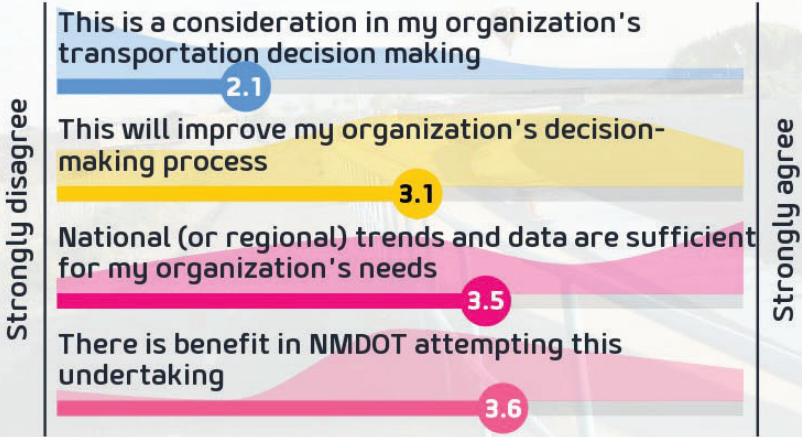 This is a consideration in my organization's
transportation decision making
2.1
This will improve my organization's decision-
making process
3.1
National (or regional) trends and data are sufficient
for my organization's needs
3.5
There is benefit in NMDOT attempting this
undertaking
3.6
Strongly disagree
Strongly agree